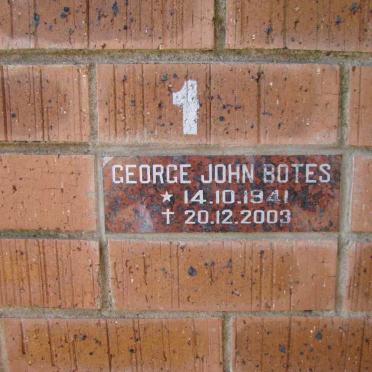 1
GEORGE JOHN BOTES
★ 14.10.1941
✝ 20.12.2003